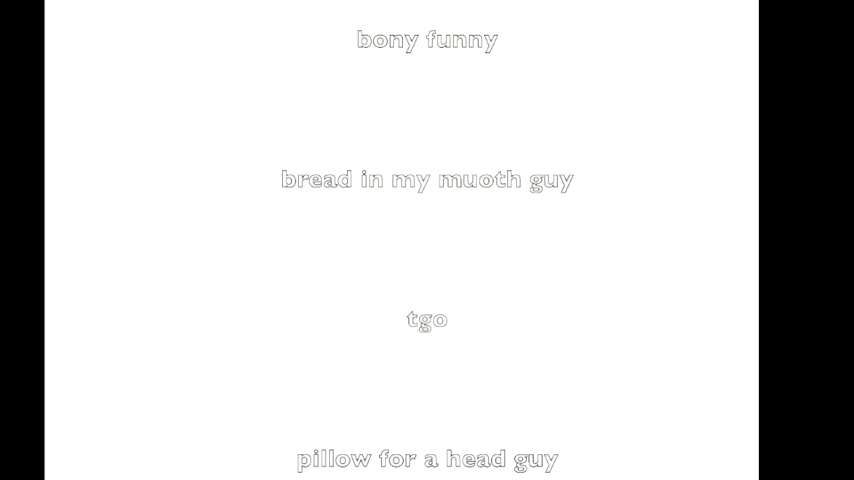 bony funny
bread in my muoth guy
tgo
pillow for a head guy